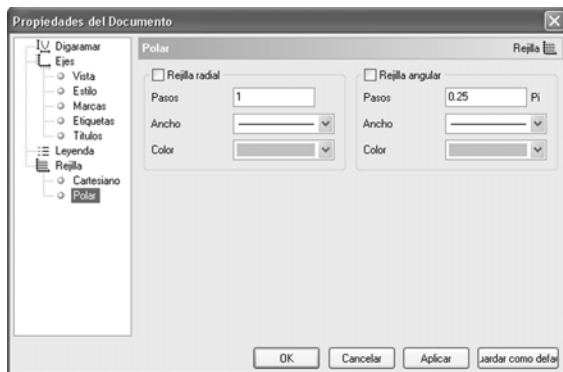 Propiedades del Documento
Digaramar
Ejes
Vista
Estilo
Marcas
Etiquetas
Títulos
Leyenda
Rejilla
Cartesiano
Polar
Polar Rejilla
Rejilla radial
Pasos 1
Ancho
Color
Rejilla angular
Pasos 0.25 Pi
Ancho
Color
OK Cancelar Aplicar uardar como defau